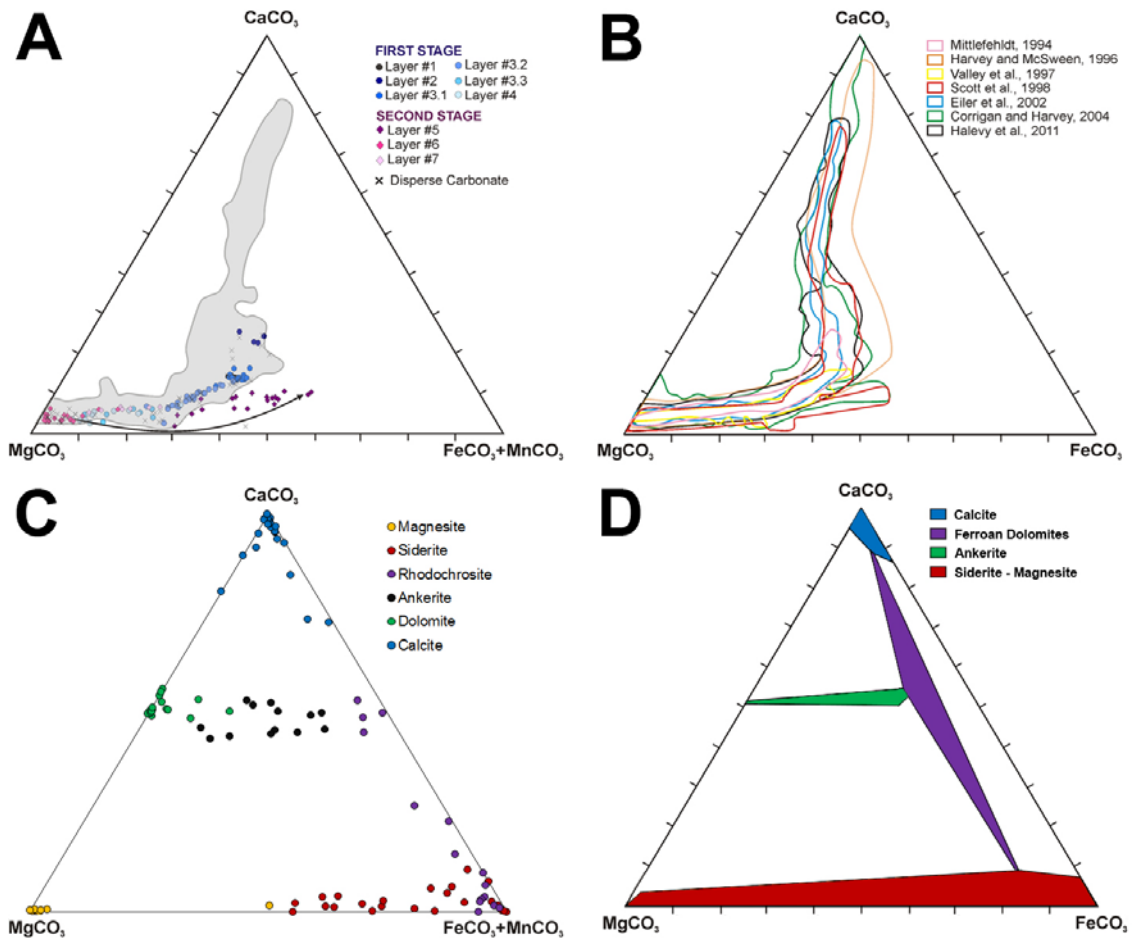 A
CaCO₃
FIRST STAGE
Layer #1
Layer #3.2
Layer #2
Layer #3.3
Layer #3.1
Layer #4
SECOND STAGE
Layer #5
Layer #6
Layer #7
Disperse Carbonate
MgCO₃
FeCO₃+MnCO₃
B
CaCO₃
Mittlefehldt, 1994
Harvey and McSween, 1996
Valley et al., 1997
Scott et al., 1998
Eiler et al., 2002
Corrigan and Harvey, 2004
Halevy et al., 2011
MgCO₃
FeCO₃
C
CaCO₃
Magnesite
Siderite
Rhodochrosite
Ankerite
Dolomite
Calcite
MgCO₃
FeCO₃+MnCO₃
D
CaCO₃
Calcite
Ferroan Dolomites
Ankerite
Siderite - Magnesite
MgCO₃
FeCO₃